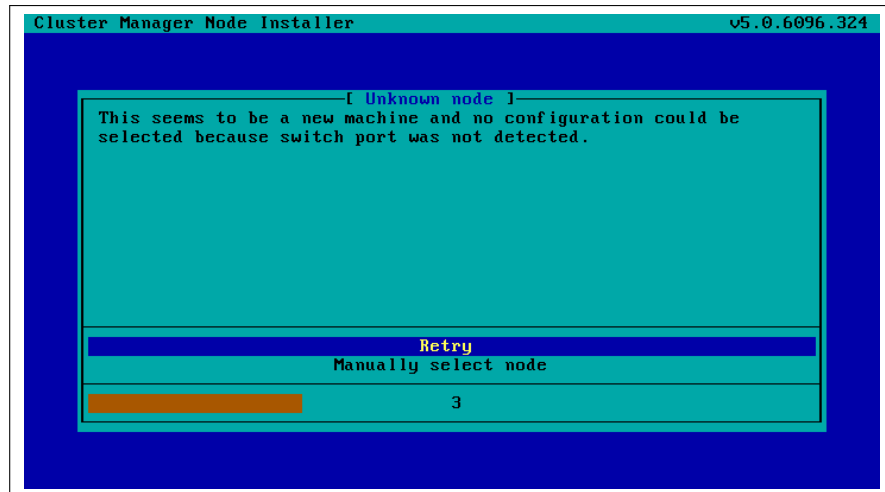 Cluster Manager Node Installer v5.0.6096.324
[ Unknown node ]
This seems to be a new machine and no configuration could be
selected because switch port was not detected.
Retry
Manually select node
3